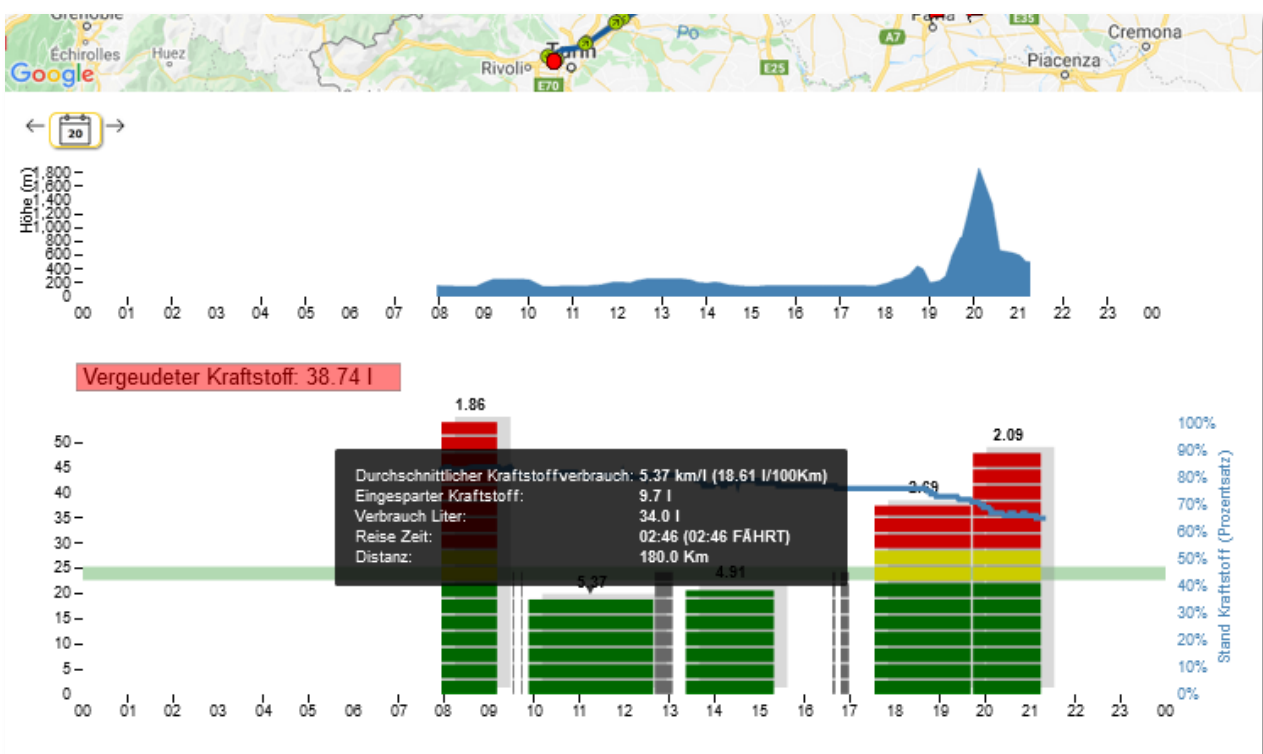 Grenoble
Échirolles
Huez
Google
Rivoli
Turin
E70
Po
E25
A7
Pavia
E35
Cremona
Piacenza
← 20 →
Höhe (m)
1,800
1,600
1,400
1,200
1,000
800
600
400
200
0
00 01 02 03 04 05 06 07 08 09 10 11 12 13 14 15 16 17 18 19 20 21 22 23 00
Vergeudeter Kraftstoff: 38.74 l
1.86
2.09
2.69
Durchschnittlicher Kraftstoffverbrauch: 5.37 km/l (18.61 l/100Km)
Eingesparter Kraftstoff: 9.7 l
Verbrauch Liter: 34.0 l
Reise Zeit: 02:46 (02:46 FÄHRT)
Distanz: 180.0 Km
5.37
4.91
50
45
40
35
30
25
20
15
10
5
0
100%
90%
80%
70%
60%
50%
40%
30%
20%
10%
0%
Stand Kraftstoff (Prozentsatz)
00 01 02 03 04 05 06 07 08 09 10 11 12 13 14 15 16 17 18 19 20 21 22 23 00